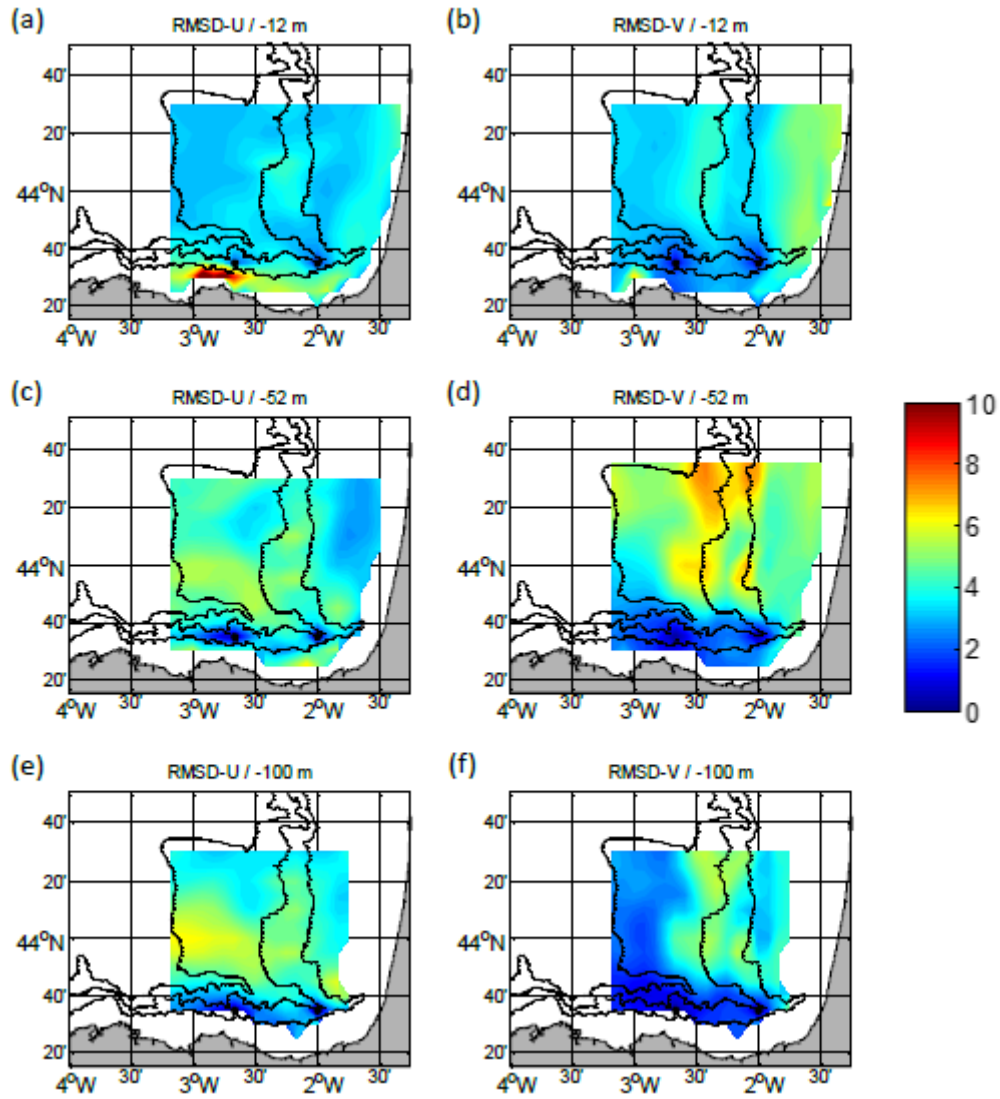 (a)
RMSD-U / -12 m
40'
20'
44°N
40'
20'
4°W
30'
3°W
30'
2°W
30'
(b)
RMSD-V / -12 m
40'
20'
44°N
40'
20'
4°W
30'
3°W
30'
2°W
30'
(c)
RMSD-U / -52 m
40'
20'
44°N
40'
20'
4°W
30'
3°W
30'
2°W
30'
(d)
RMSD-V / -52 m
40'
20'
44°N
40'
20'
4°W
30'
3°W
30'
2°W
30'
10
8
6
4
2
0
(e)
RMSD-U / -100 m
40'
20'
44°N
40'
20'
4°W
30'
3°W
30'
2°W
30'
(f)
RMSD-V / -100 m
40'
20'
44°N
40'
20'
4°W
30'
3°W
30'
2°W
30'